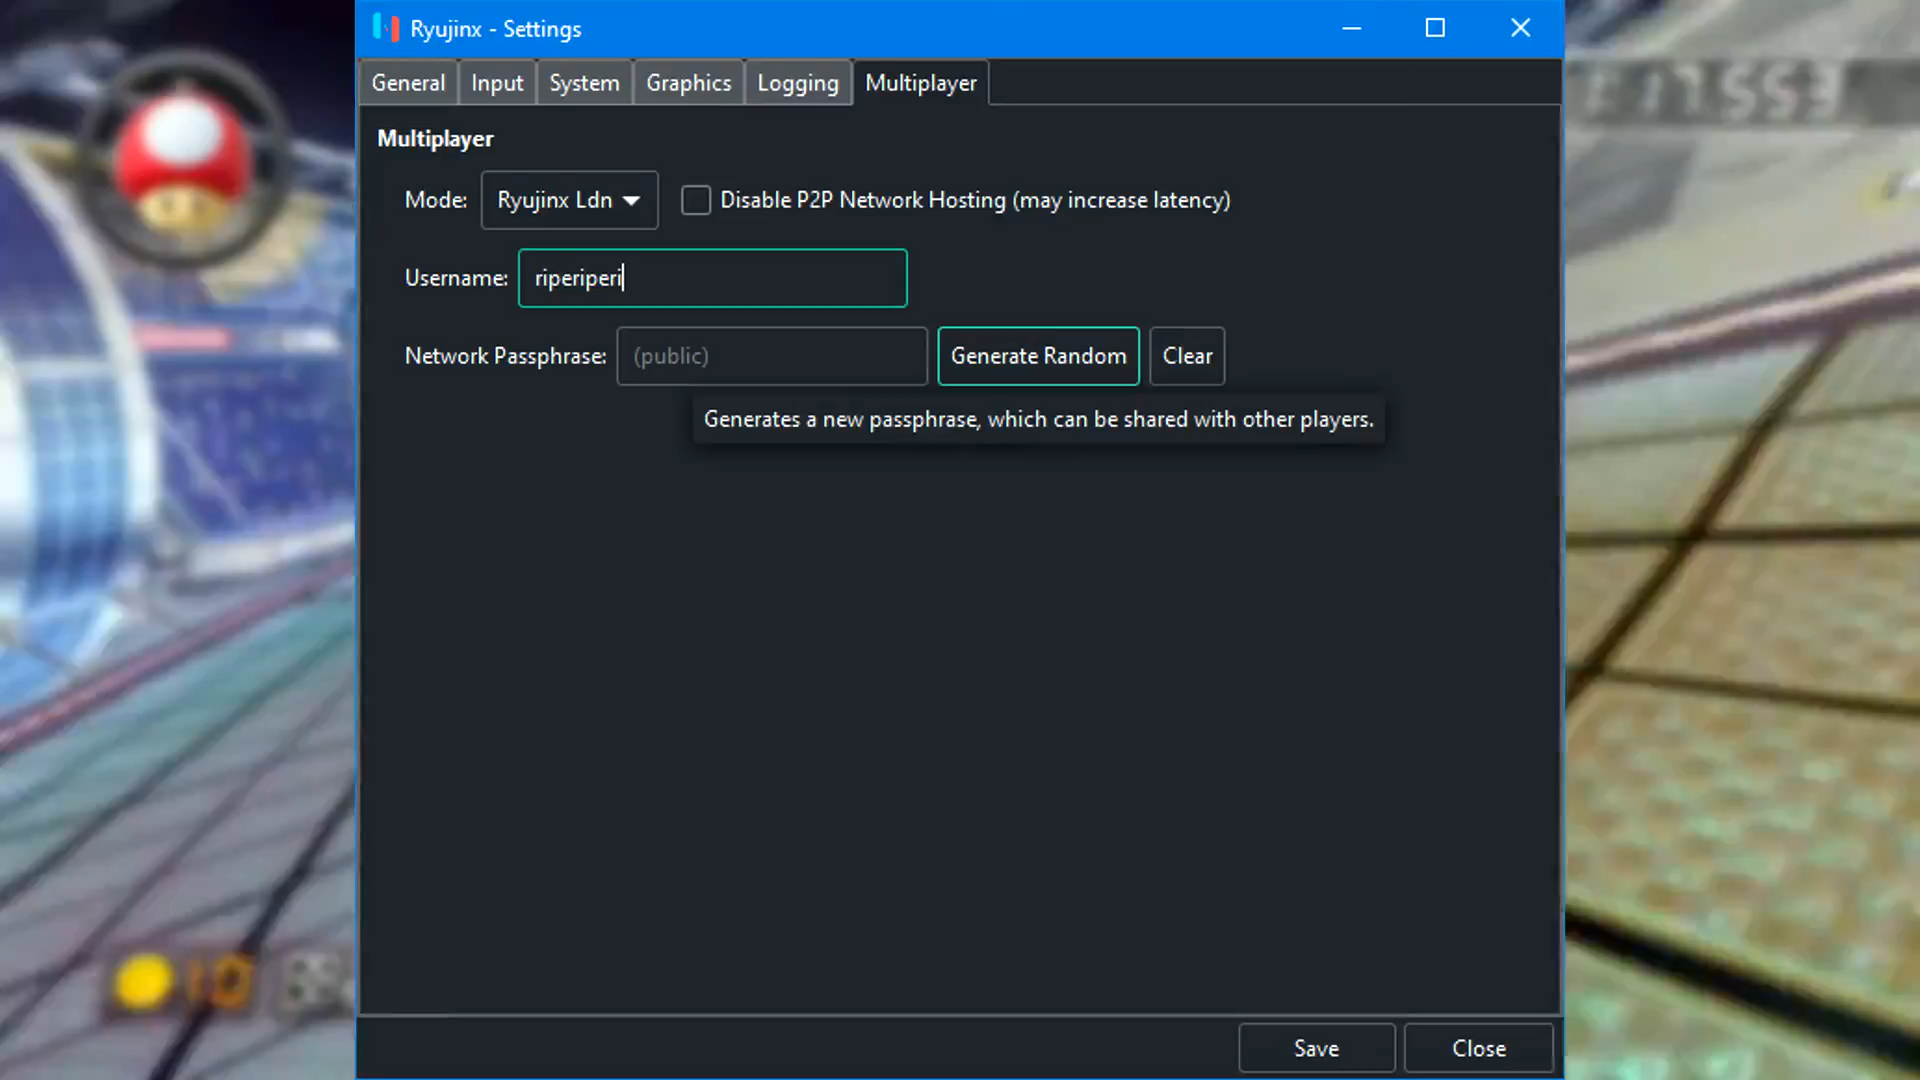 Ryujinx - Settings
General Input System Graphics Logging Multiplayer
Multiplayer
Mode: Ryujinx Ldn Disable P2P Network Hosting (may increase latency)
Username: riperiperi
Network Passphrase: (public) Generate Random Clear
Generates a new passphrase, which can be shared with other players.
10
Save Close